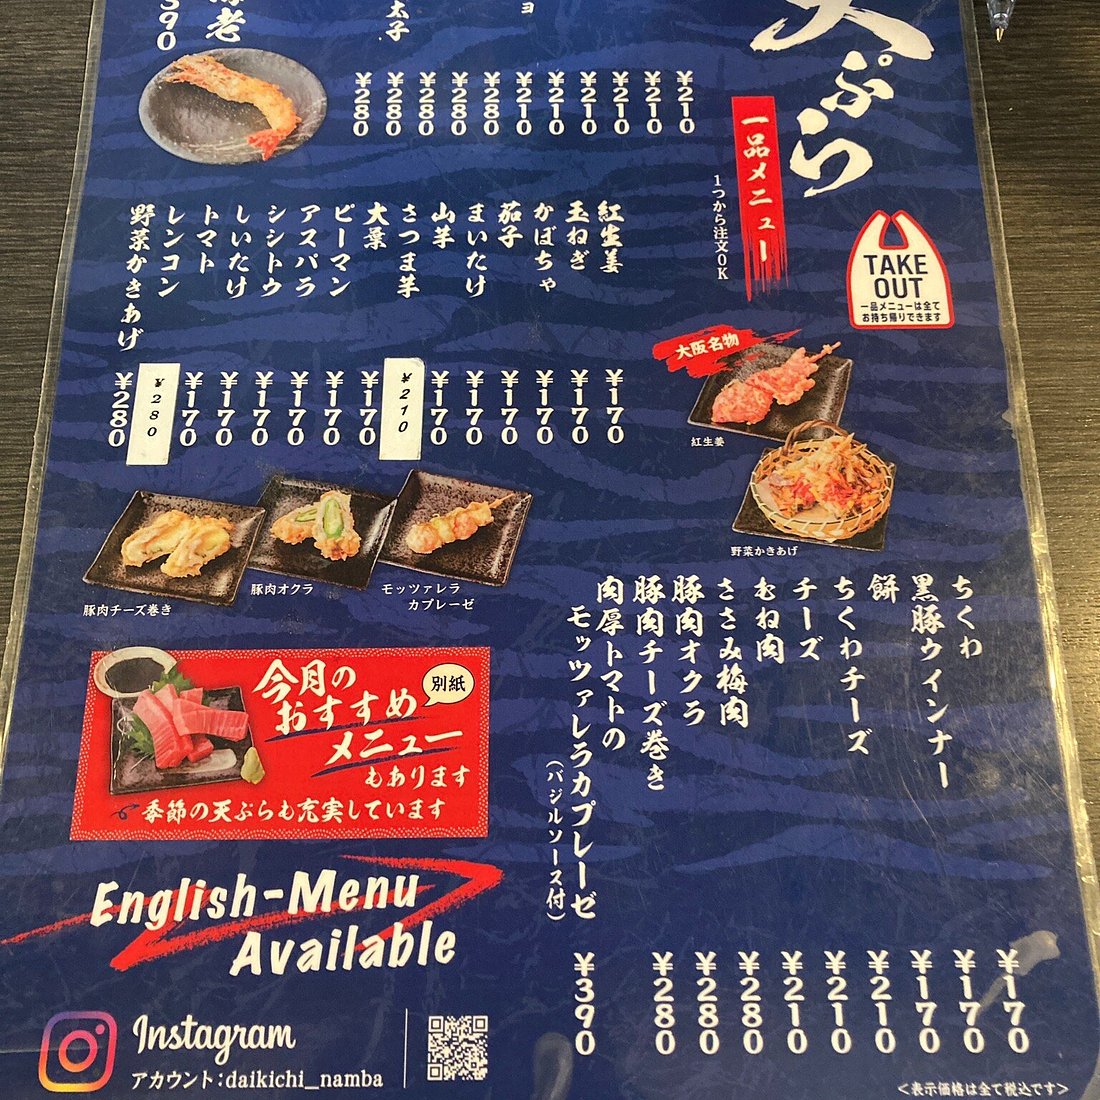 天ぷら
一品メニュー
1つから注文OK
TAKE
OUT
一品メニューは全て
お持ち帰りできます
ョ
太子
老
390
¥210
¥210
¥210
¥210
¥210
¥210
¥280
¥280
¥280
¥280
¥280
紅生姜 ¥170
玉ねぎ ¥170
かぼちゃ ¥170
茄子 ¥170
まいたけ ¥170
山芋 ¥170
さつま芋 ¥210
大葉 ¥170
ピーマン ¥170
アスパラ ¥170
シシトウ ¥170
しいたけ ¥170
トマト ¥170
レンコン ¥280
野菜かきあげ ¥280
大阪名物
紅生姜
野菜かきあげ
モッツァレラ
カプレーゼ
豚肉オクラ
豚肉チーズ巻き
ちくわ ¥170
黒豚ウインナー ¥170
餅 ¥170
ちくわチーズ ¥210
チーズ ¥210
むね肉 ¥210
ささみ梅肉 ¥280
豚肉オクラ ¥280
豚肉チーズ巻き ¥280
肉厚トマトの
モッツァレラカプレーゼ ¥390
(バジルソース付)
今月の
おすすめ
メニュー
もあります
別紙
季節の天ぷらも充実しています
English-Menu
Available
Instagram
アカウント:daikichi_namba
<表示価格は全て税込です>